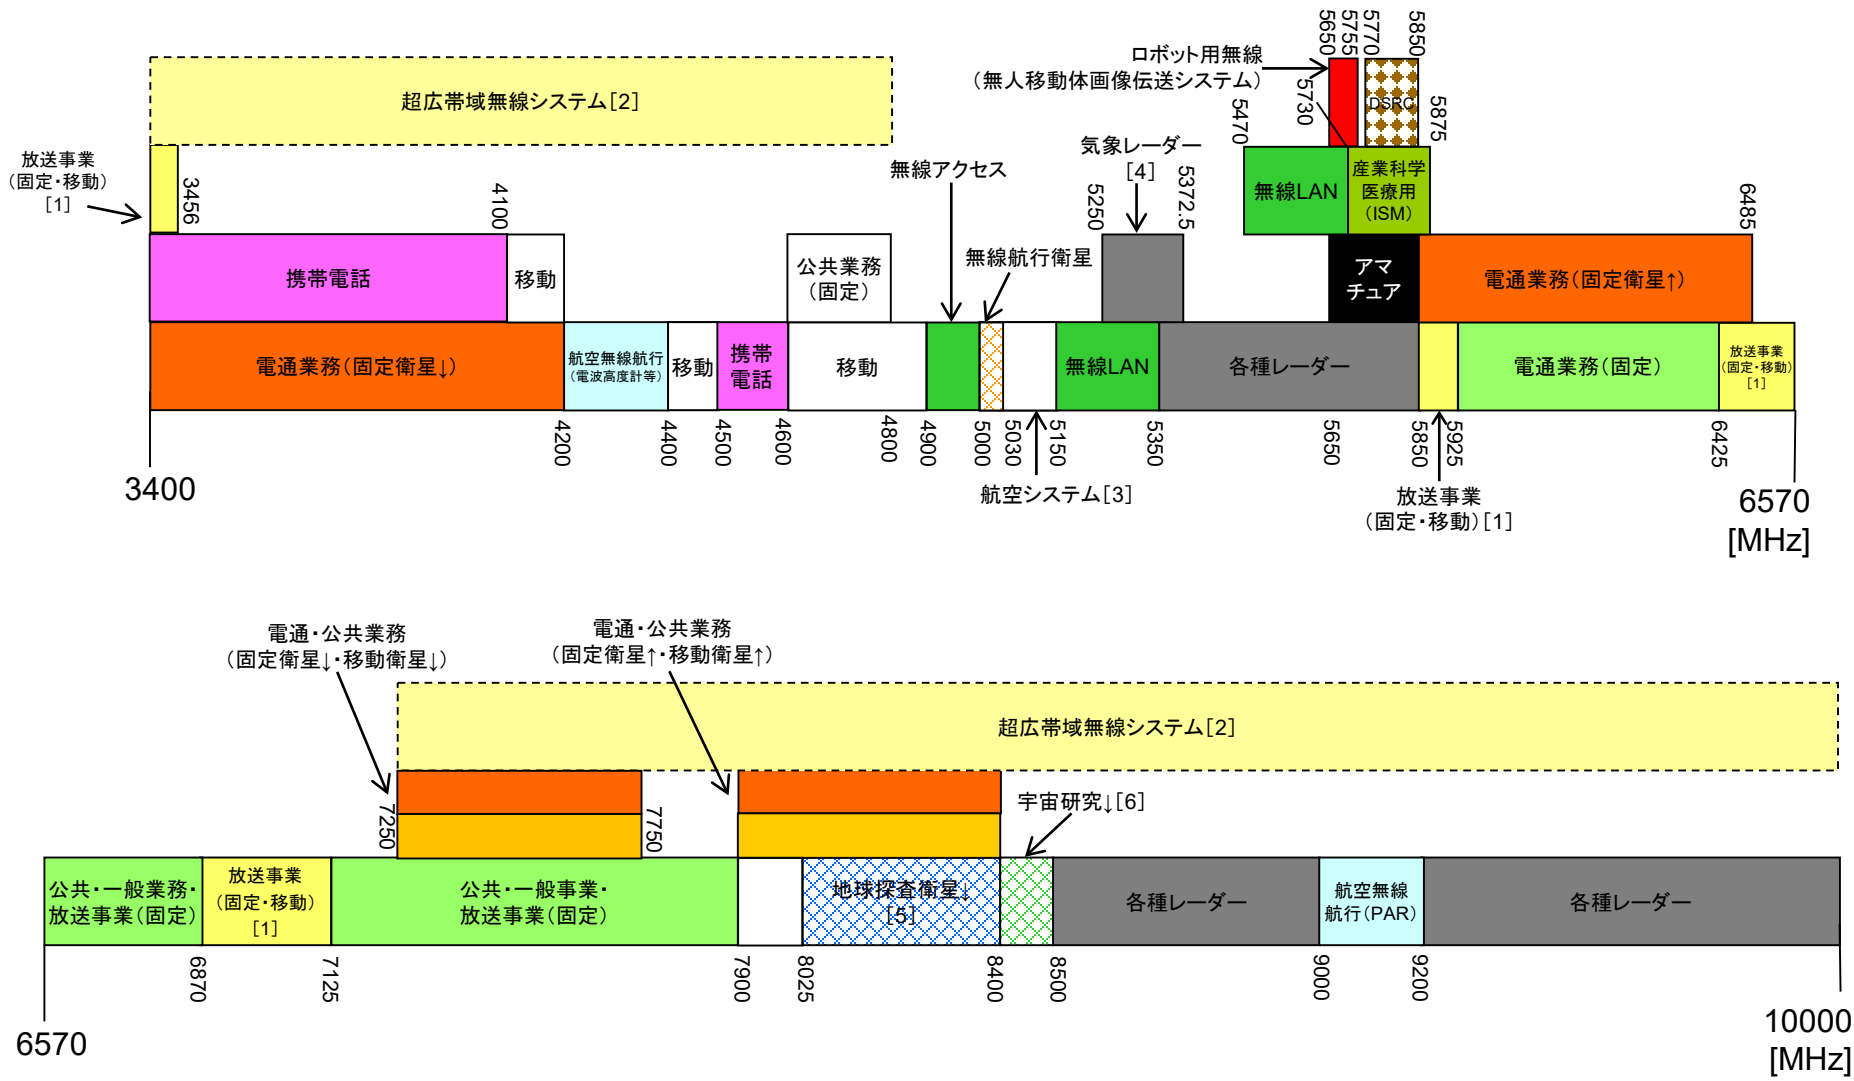 5650
5755
5770
5850
ロボット用無線
(無人移動体画像伝送システム)
5730
DSRC
5875
5470
超広帯域無線システム[2]
気象レーダー
[4]
放送事業
(固定・移動)
[1]
3456
4100
無線アクセス
5250
5372.5
無線LAN
産業科学
医療用
(ISM)
6485
携帯電話
移動
公共業務
(固定)
無線航行衛星
アマ
チュア
電通業務(固定衛星↑)
電通業務(固定衛星↓)
航空無線航行
(電波高度計等)
移動
携帯
電話
移動
無線LAN
各種レーダー
電通業務(固定)
放送事業
(固定・移動)
[1]
4200
4400
4500
4600
4800
4900
5000
5030
5150
5350
5650
5850
5925
6425
3400
航空システム[3]
放送事業
(固定・移動)[1]
6570
[MHz]
電通・公共業務
(固定衛星↓・移動衛星↓)
電通・公共業務
(固定衛星↑・移動衛星↑)
超広帯域無線システム[2]
7250
7750
宇宙研究↓[6]
公共・一般業務・
放送事業(固定)
放送事業
(固定・移動)
[1]
公共・一般事業・
放送事業(固定)
地球探査衛星↓
[5]
各種レーダー
航空無線
航行(PAR)
各種レーダー
6870
7125
7900
8025
8400
8500
9000
9200
6570
10000
[MHz]